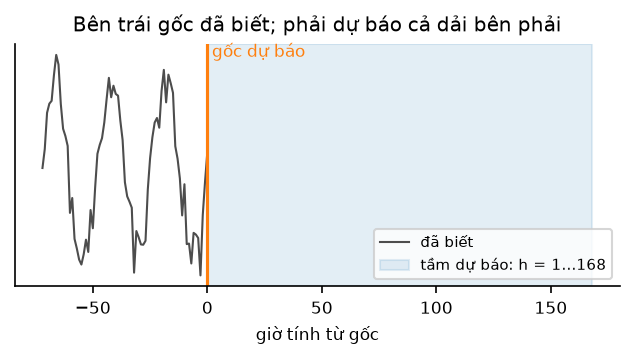 Bên trái gốc đã biết; phải dự báo cả dải bên phải
gốc dự báo
đã biết
tầm dự báo: h = 1...168
−50
0
50
100
150
giờ tính từ gốc